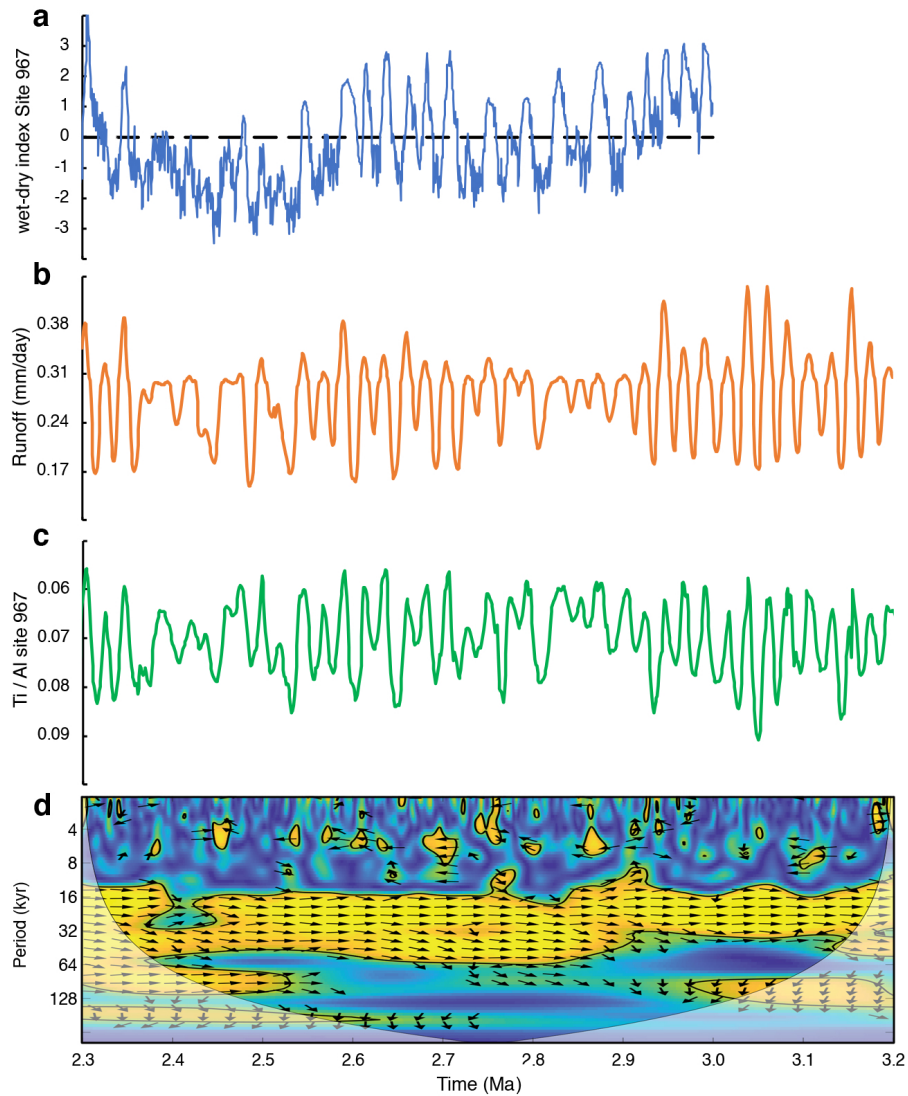 a
wet-dry index Site 967
3
2
1
0
-1
-2
-3
b
Runoff (mm/day)
0.38
0.31
0.24
0.17
c
Ti / Al site 967
0.06
0.07
0.08
0.09
d
Period (kyr)
4
8
16
32
64
128
2.3 2.4 2.5 2.6 2.7 2.8 2.9 3.0 3.1 3.2
Time (Ma)